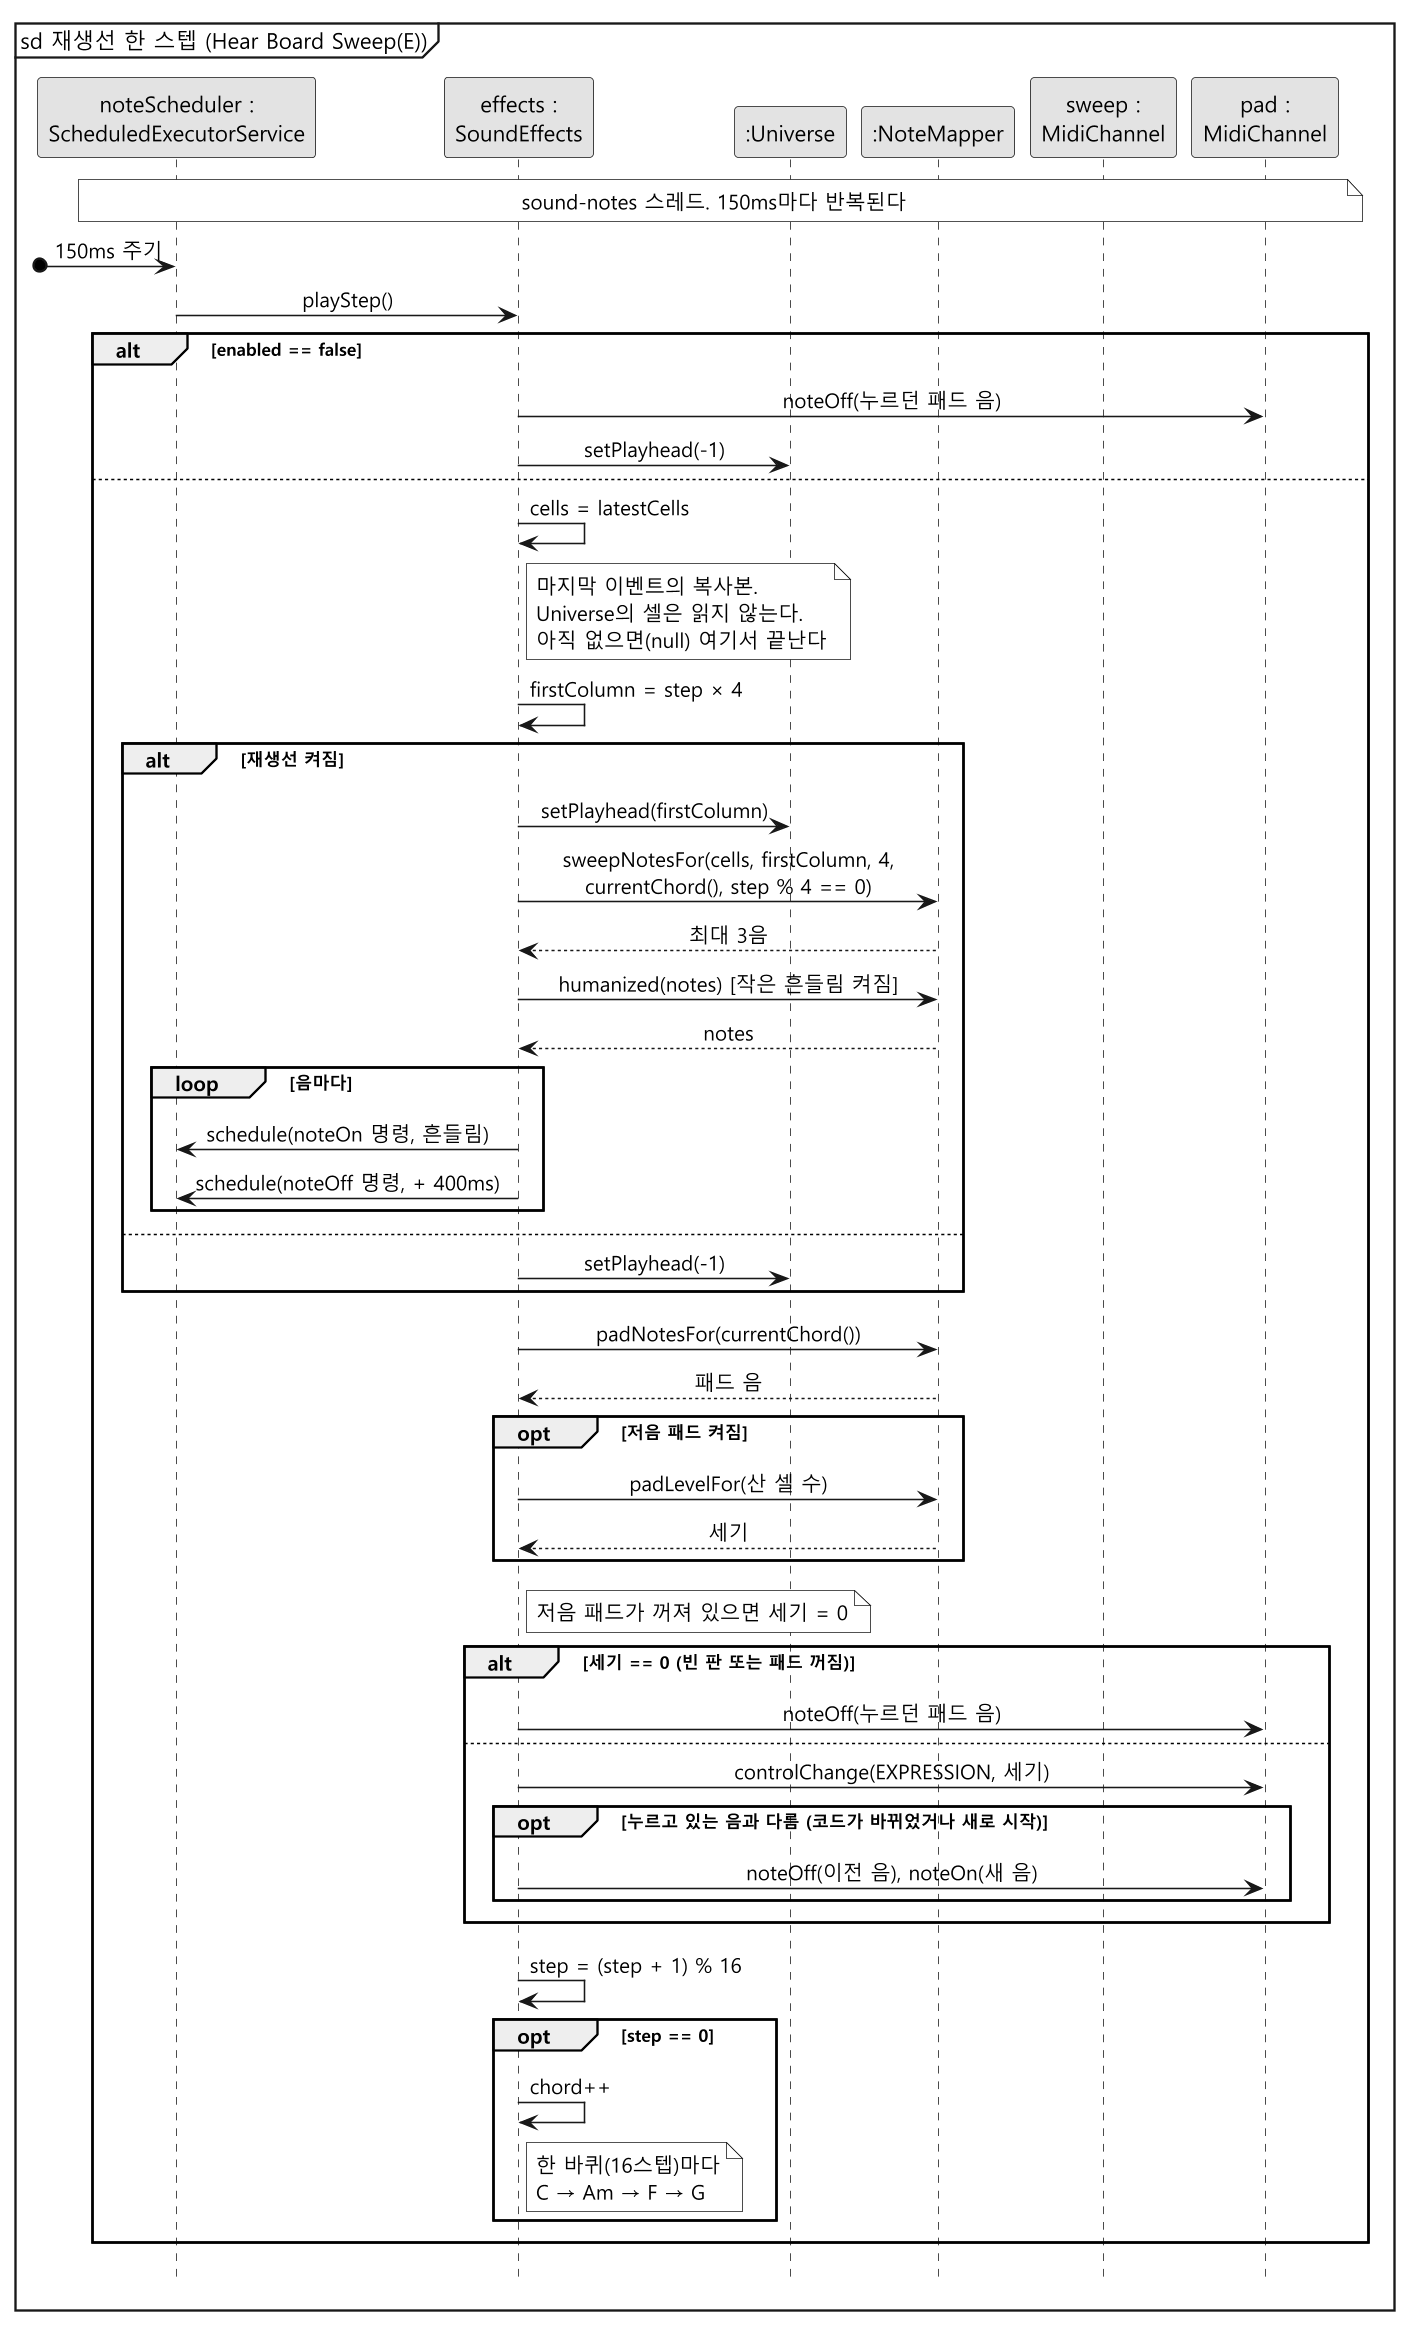 sd 재생선 한 스텝 (Hear Board Sweep(E))
noteScheduler :
ScheduledExecutorService
effects :
SoundEffects
:Universe
:NoteMapper
sweep :
MidiChannel
pad :
MidiChannel
sound-notes 스레드. 150ms마다 반복된다
150ms 주기
playStep()
alt [enabled == false]
noteOff(누르던 패드 음)
setPlayhead(-1)
cells = latestCells
마지막 이벤트의 복사본.
Universe의 셀은 읽지 않는다.
아직 없으면(null) 여기서 끝난다
firstColumn = step × 4
alt [재생선 켜짐]
setPlayhead(firstColumn)
sweepNotesFor(cells, firstColumn, 4,
currentChord(), step % 4 == 0)
최대 3음
humanized(notes) [작은 흔들림 켜짐]
notes
loop [음마다]
schedule(noteOn 명령, 흔들림)
schedule(noteOff 명령, + 400ms)
setPlayhead(-1)
padNotesFor(currentChord())
패드 음
opt [저음 패드 켜짐]
padLevelFor(산 셀 수)
세기
저음 패드가 꺼져 있으면 세기 = 0
alt [세기 == 0 (빈 판 또는 패드 꺼짐)]
noteOff(누르던 패드 음)
controlChange(EXPRESSION, 세기)
opt [누르고 있는 음과 다름 (코드가 바뀌었거나 새로 시작)]
noteOff(이전 음), noteOn(새 음)
step = (step + 1) % 16
opt [step == 0]
chord++
한 바퀴(16스텝)마다
C → Am → F → G